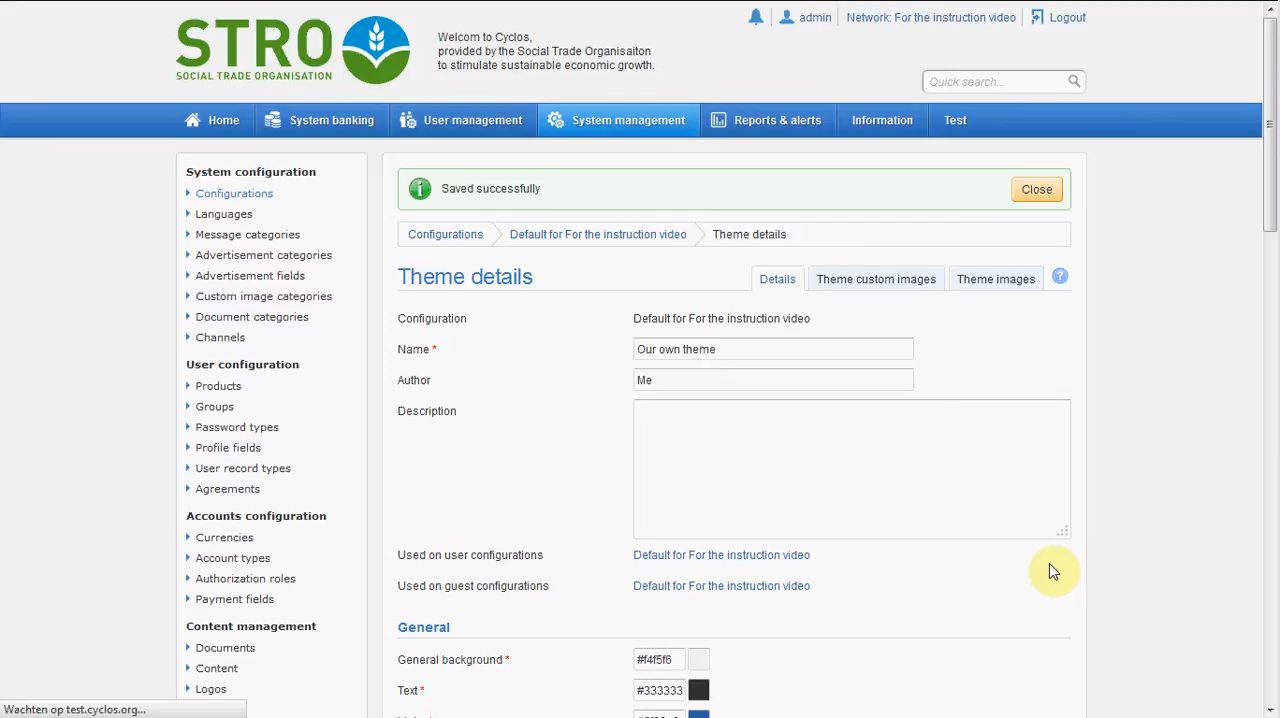 STRO
SOCIAL TRADE ORGANISATION
Welcome to Cyclos,
provided by the Social Trade Organisaiton
to stimulate sustainable economic growth.
admin
Network: For the instruction video
Logout
Quick search...
Home
System banking
User management
System management
Reports & alerts
Information
Test
System configuration
Configurations
Languages
Message categories
Advertisement categories
Advertisement fields
Custom image categories
Document categories
Channels
User configuration
Products
Groups
Password types
Profile fields
User record types
Agreements
Accounts configuration
Currencies
Account types
Authorization roles
Payment fields
Content management
Documents
Content
Logos
Saved successfully
Close
Configurations
Default for For the instruction video
Theme details
Theme details
Details
Theme custom images
Theme images
?
Configuration
Default for For the instruction video
Name *
Our own theme
Author
Me
Description
Used on user configurations
Default for For the instruction video
Used on guest configurations
Default for For the instruction video
General
General background *
#f4f5f6
Text *
#333333
Wachten op test.cyclos.org...